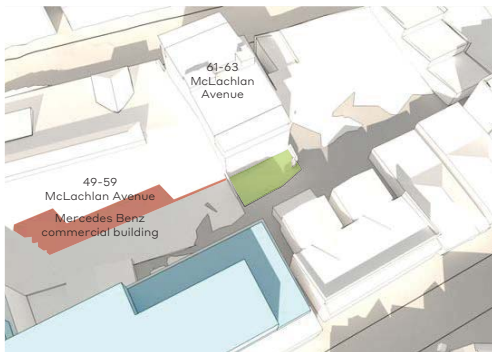 61-63
McLachlan
Avenue
49-59
McLachlan Avenue
Mercedes Benz
commercial building